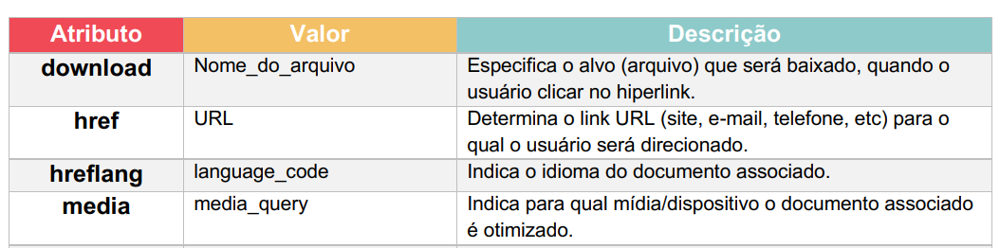 Atributo Valor Descrição
download Nome_do_arquivo Especifica o alvo (arquivo) que será baixado, quando o
usuário clicar no hiperlink.
href URL Determina o link URL (site, e-mail, telefone, etc) para o
qual o usuário será direcionado.
hreflang language_code Indica o idioma do documento associado.
media media_query Indica para qual mídia/dispositivo o documento associado
é otimizado.